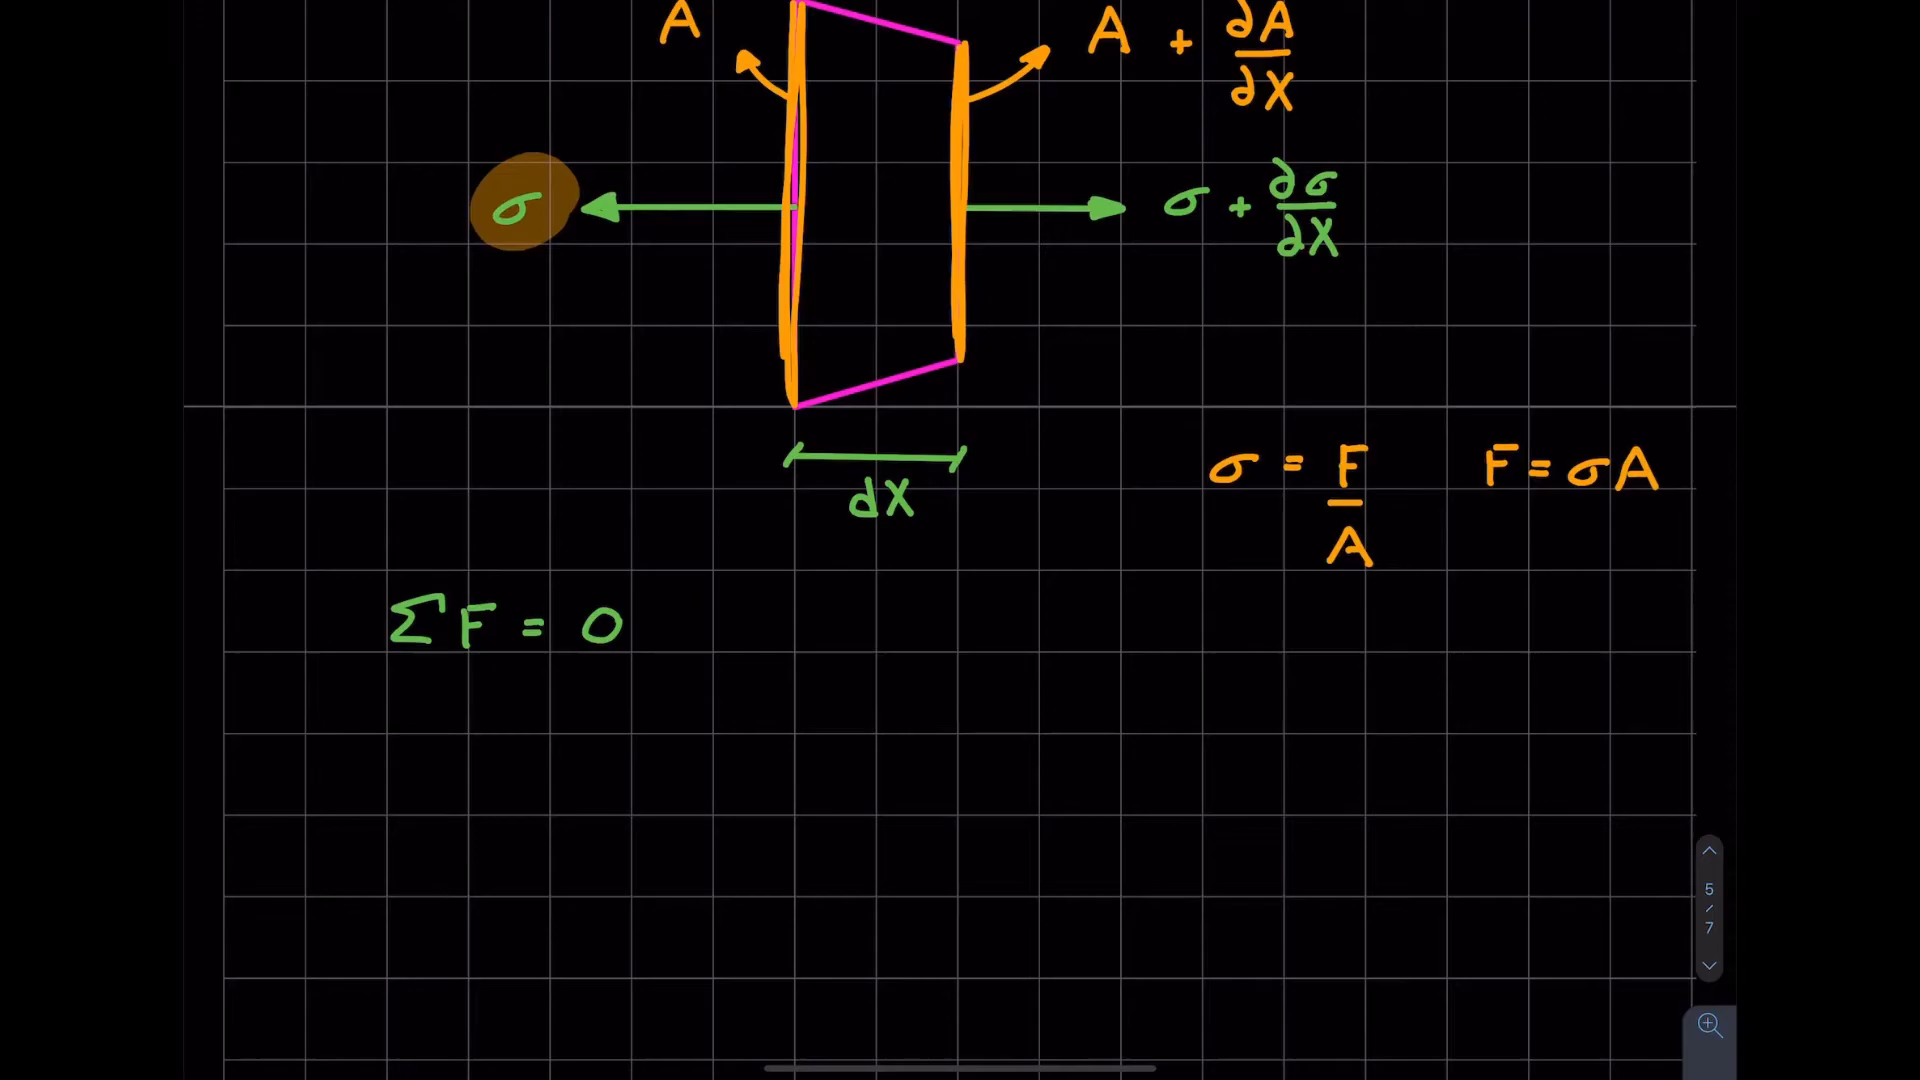 A
A + ∂A/∂X
σ
σ + ∂σ/∂X
dX
σ = F/A
F = σA
ΣF = 0
5
/
7